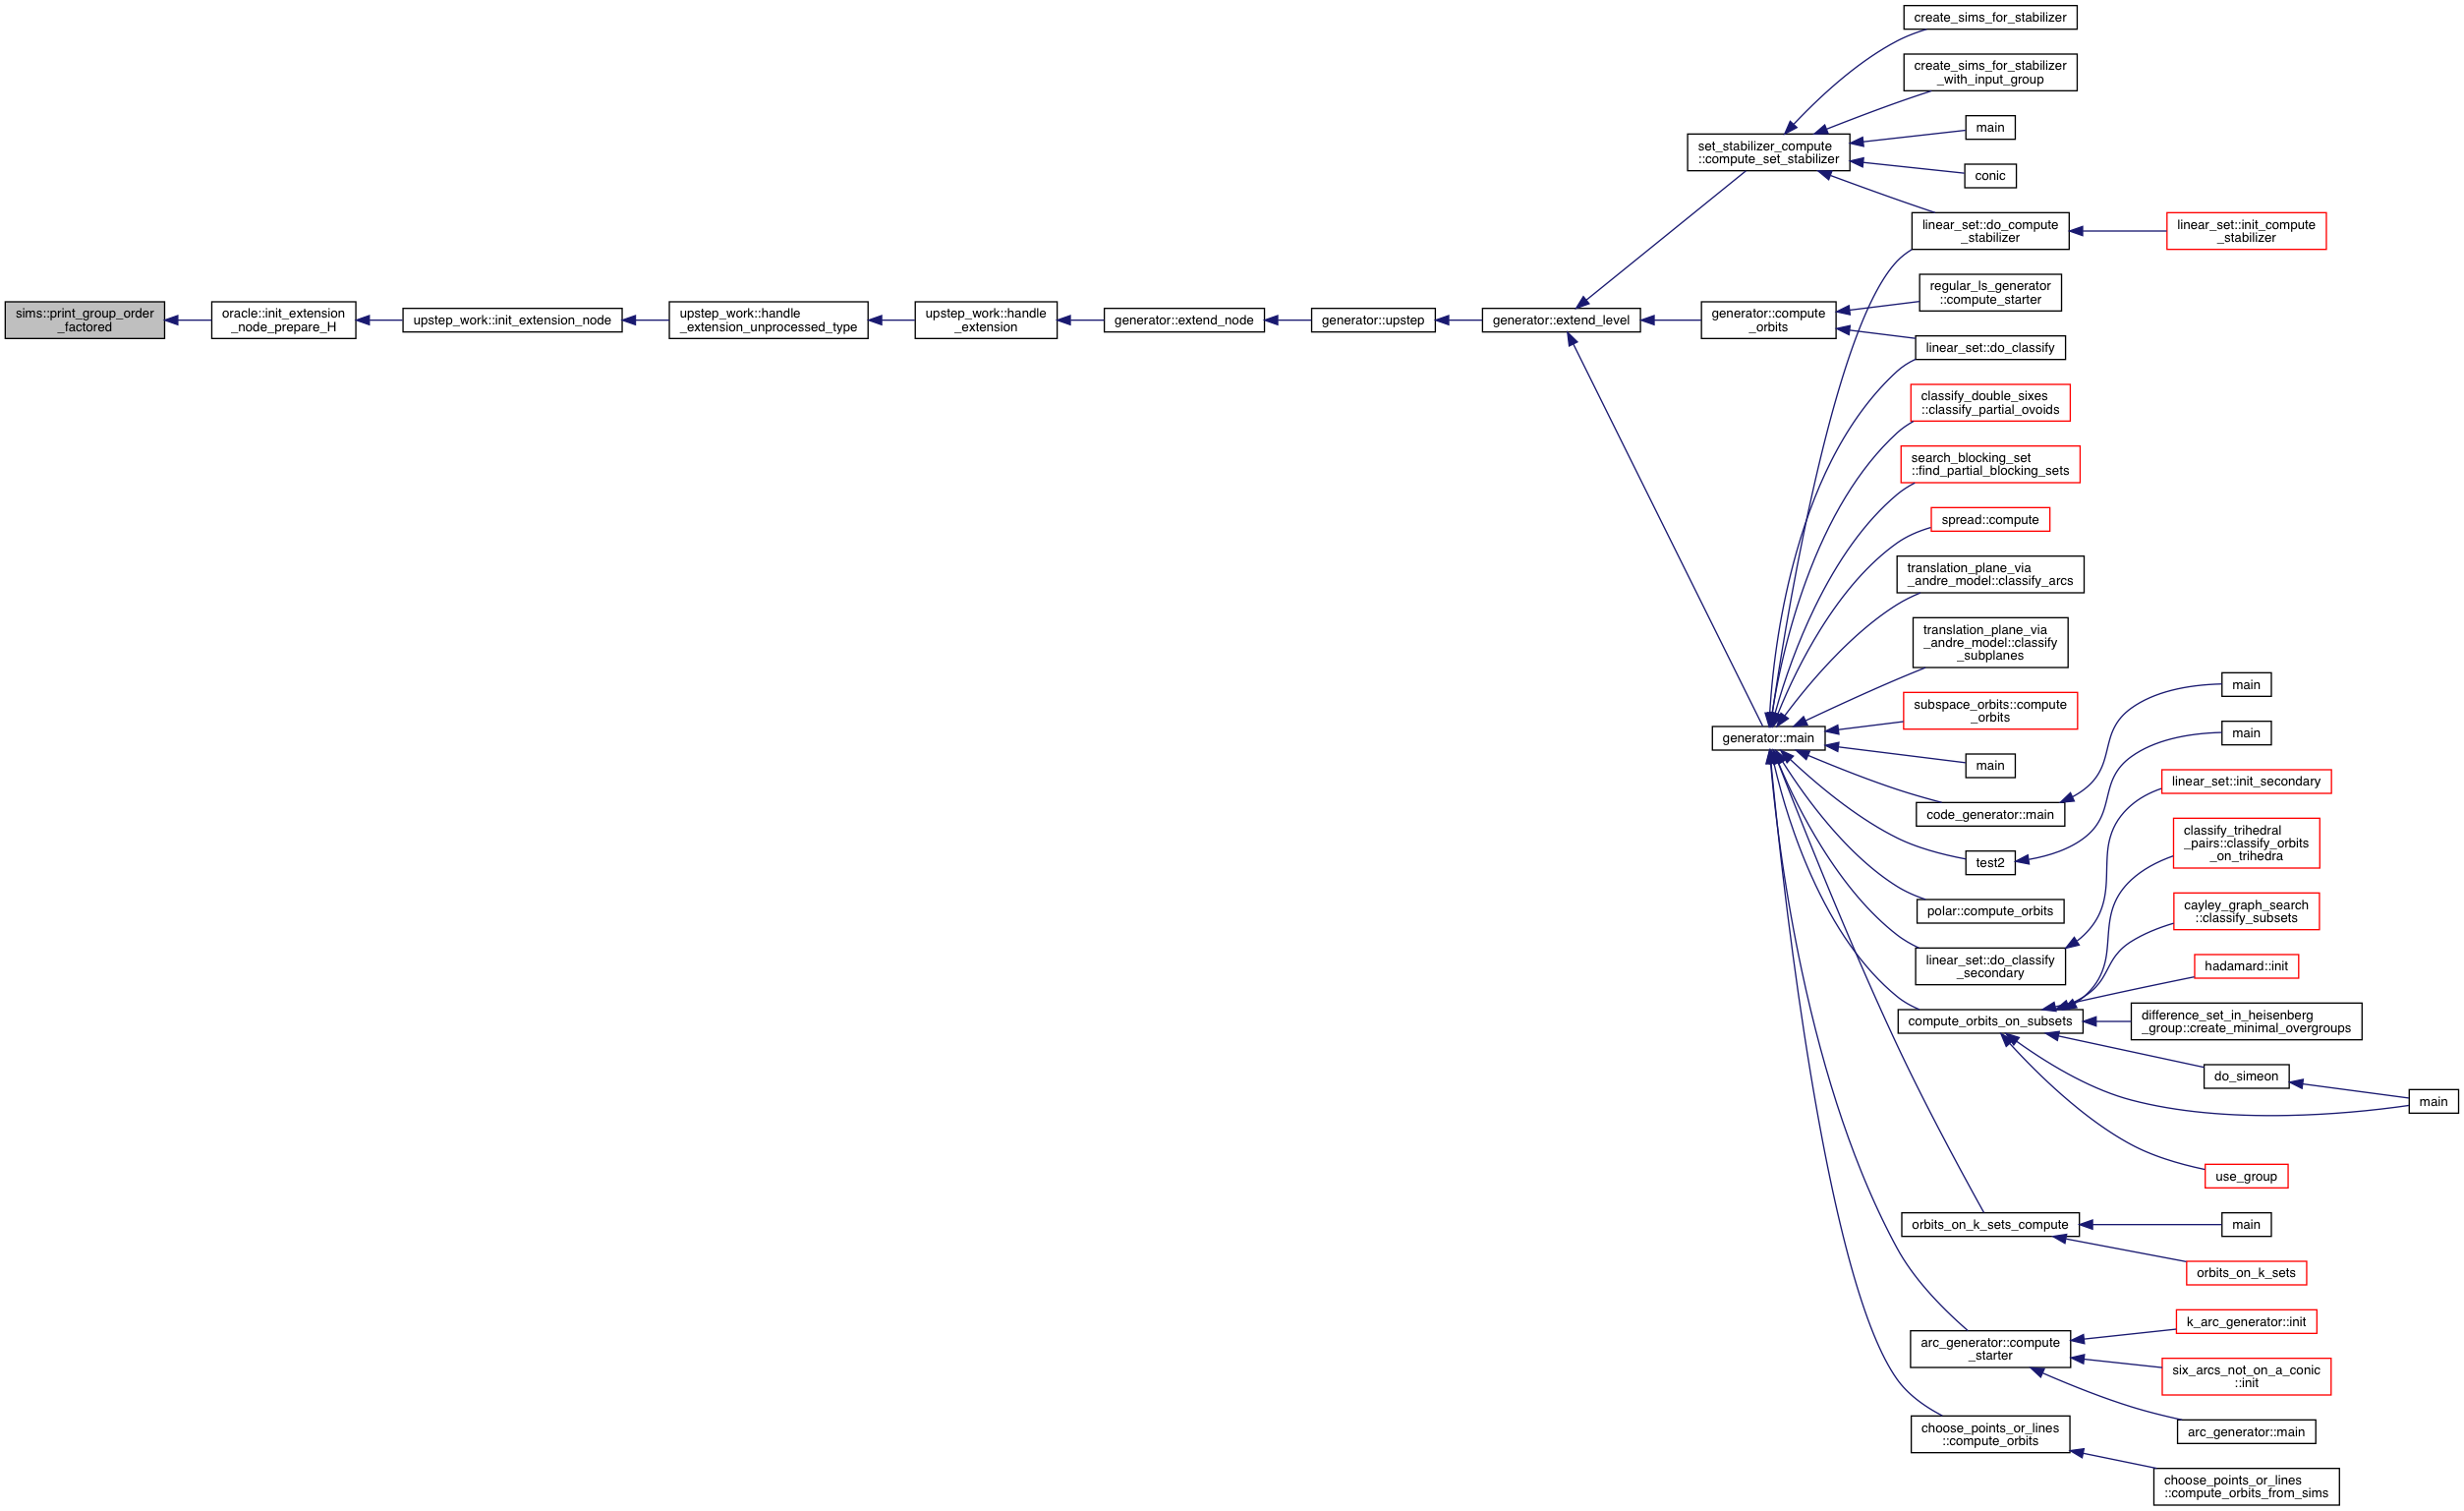 sims::print_group_order
_factored
oracle::init_extension
_node_prepare_H
upstep_work::init_extension_node
upstep_work::handle
_extension_unprocessed_type
upstep_work::handle
_extension
generator::extend_node
generator::upstep
generator::extend_level
set_stabilizer_compute
::compute_set_stabilizer
create_sims_for_stabilizer
create_sims_for_stabilizer
_with_input_group
main
conic
linear_set::do_compute
_stabilizer
linear_set::init_compute
_stabilizer
generator::compute
_orbits
regular_ls_generator
::compute_starter
linear_set::do_classify
generator::main
classify_double_sixes
::classify_partial_ovoids
search_blocking_set
::find_partial_blocking_sets
spread::compute
translation_plane_via
_andre_model::classify_arcs
translation_plane_via
_andre_model::classify
_subplanes
subspace_orbits::compute
_orbits
main
code_generator::main
main
test2
main
polar::compute_orbits
linear_set::do_classify
_secondary
linear_set::init_secondary
compute_orbits_on_subsets
classify_trihedral
_pairs::classify_orbits
_on_trihedra
cayley_graph_search
::classify_subsets
hadamard::init
difference_set_in_heisenberg
_group::create_minimal_overgroups
do_simeon
main
use_group
orbits_on_k_sets_compute
main
orbits_on_k_sets
arc_generator::compute
_starter
k_arc_generator::init
six_arcs_not_on_a_conic
::init
arc_generator::main
choose_points_or_lines
::compute_orbits
choose_points_or_lines
::compute_orbits_from_sims